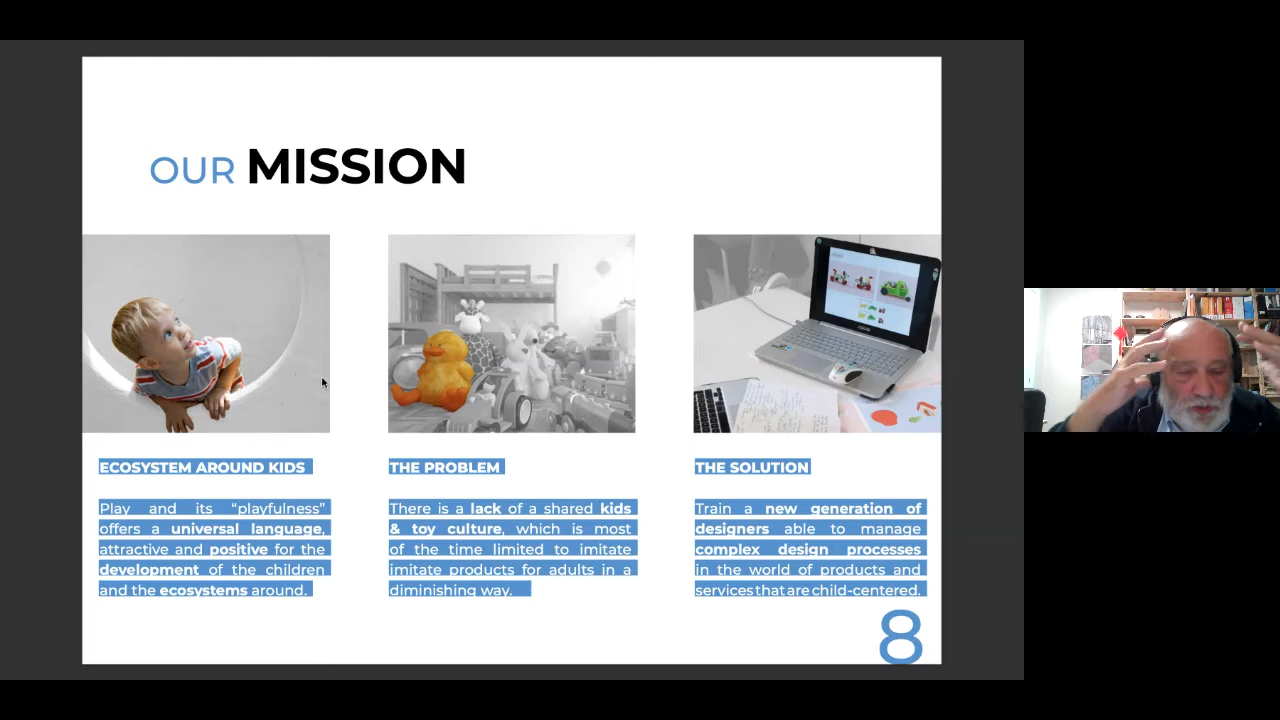 OUR MISSION
ECOSYSTEM AROUND KIDS
Play and its “playfulness”
offers a universal language,
attractive and positive for the
development of the children
and the ecosystems around.
THE PROBLEM
There is a lack of a shared kids
& toy culture, which is most
of the time limited to imitate
imitate products for adults in a
diminishing way.
THE SOLUTION
Train a new generation of
designers able to manage
complex design processes
in the world of products and
services that are child-centered.
8